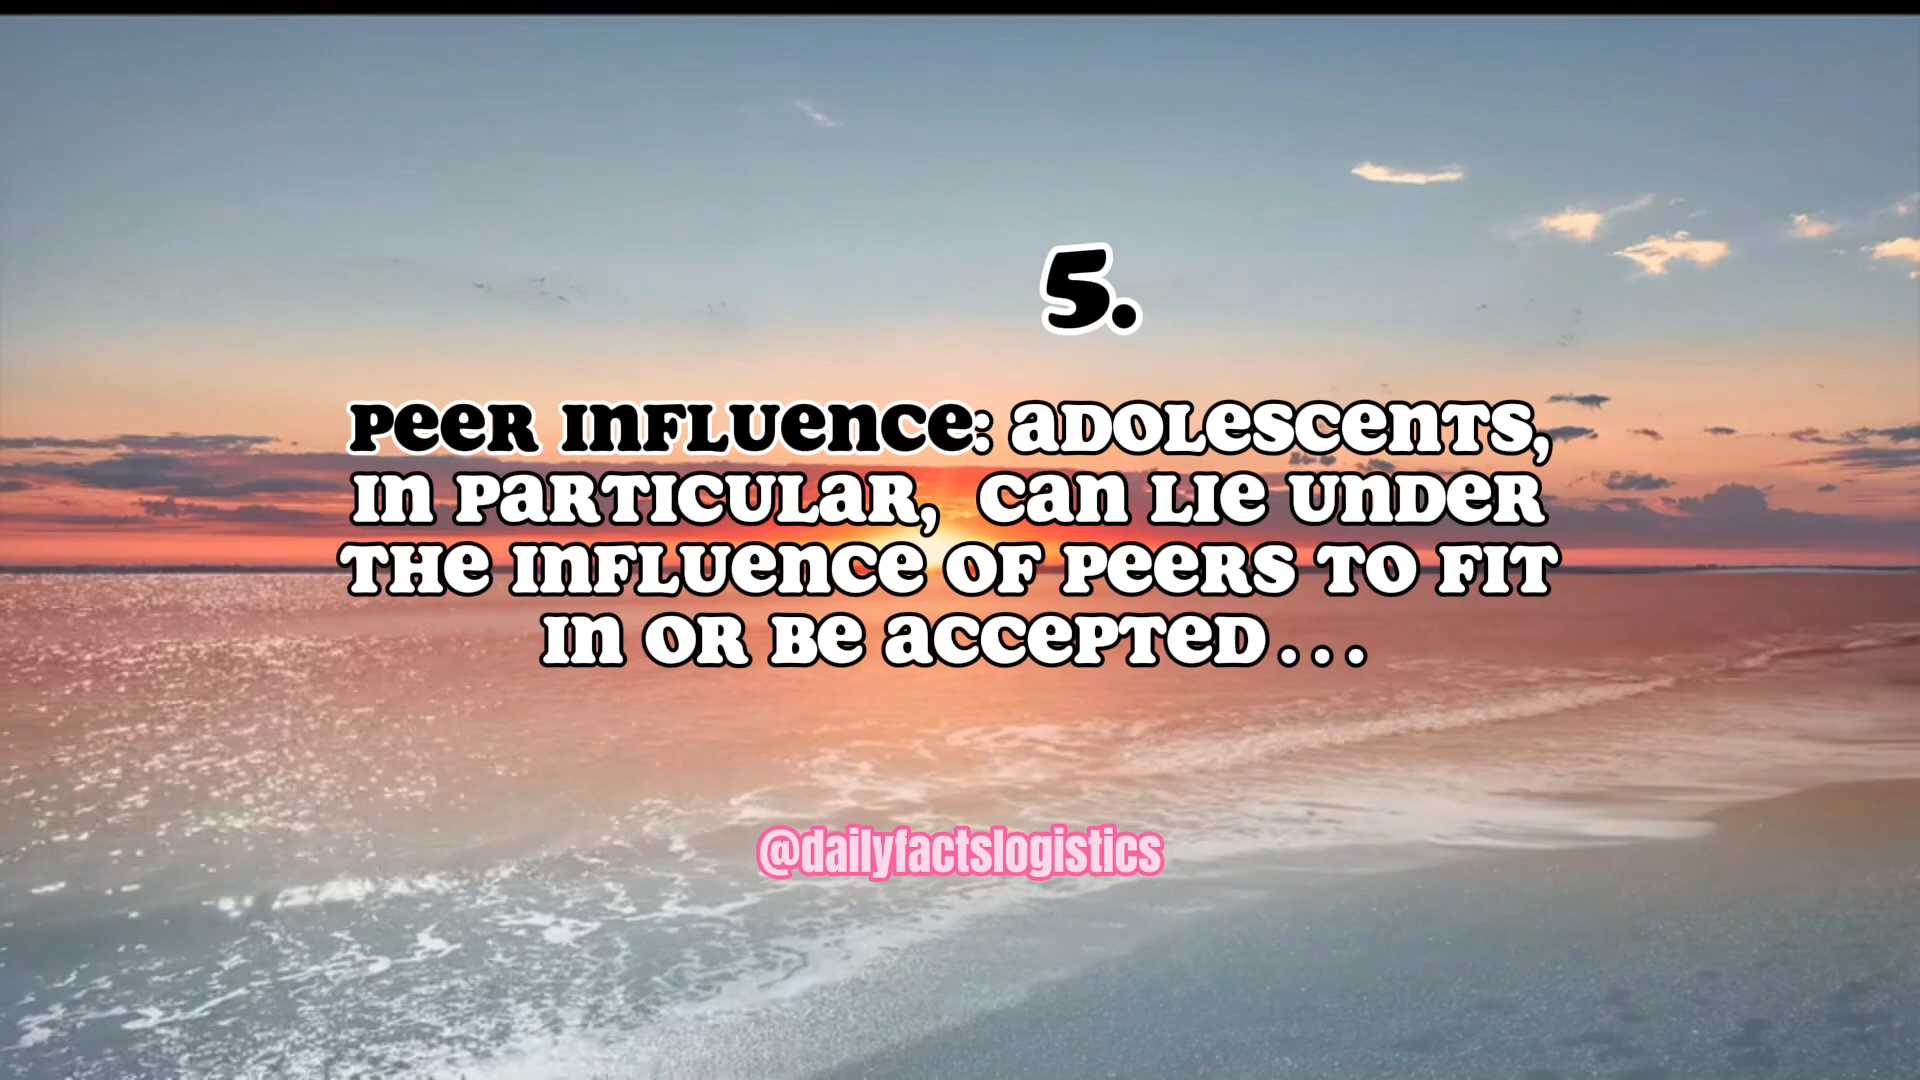 5.
PEER INFLUENCE: ADOLESCENTS,
IN PARTICULAR, CAN LIE UNDER
THE INFLUENCE OF PEERS TO FIT
IN OR BE ACCEPTED...
@dailyfactslogistics